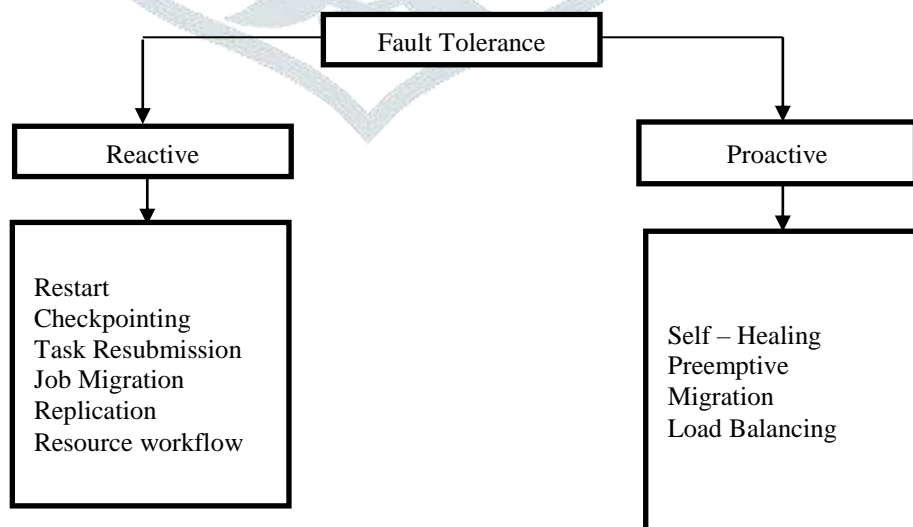 Fault Tolerance
Reactive
Proactive
Restart
Checkpointing
Task Resubmission
Job Migration
Replication
Resource workflow
Self – Healing
Preemptive
Migration
Load Balancing